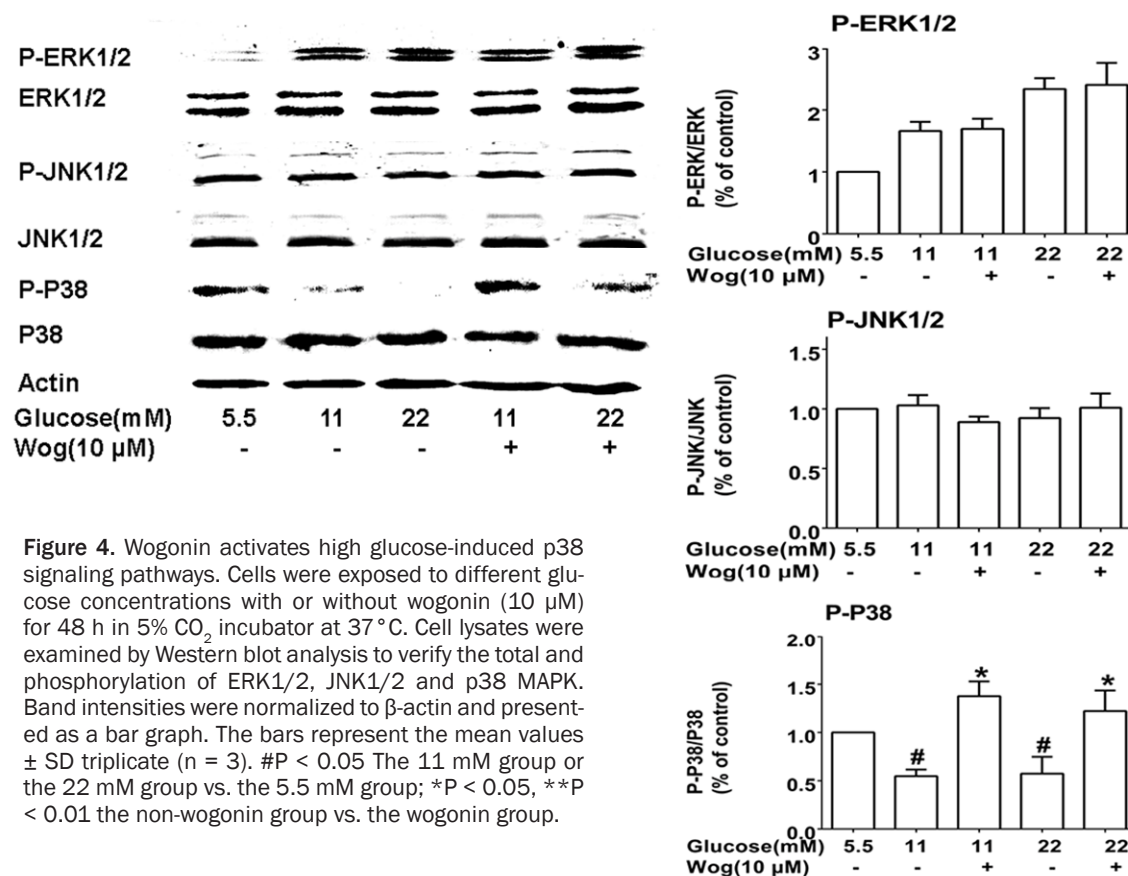 P-ERK1/2
ERK1/2
P-JNK1/2
JNK1/2
P-P38
P38
Actin
Glucose(mM) 5.5 11 22 11 22
Wog(10 µM) - - - + +
Figure 4. Wogonin activates high glucose-induced p38
signaling pathways. Cells were exposed to different glu-
cose concentrations with or without wogonin (10 µM)
for 48 h in 5% CO₂ incubator at 37°C. Cell lysates were
examined by Western blot analysis to verify the total and
phosphorylation of ERK1/2, JNK1/2 and p38 MAPK.
Band intensities were normalized to β-actin and present-
ed as a bar graph. The bars represent the mean values
± SD triplicate (n = 3). #P < 0.05 The 11 mM group or
the 22 mM group vs. the 5.5 mM group; *P < 0.05, **P
< 0.01 the non-wogonin group vs. the wogonin group.
P-ERK1/2
P-ERK/ERK
(% of control)
3
2
1
0
Glucose(mM) 5.5 11 11 22 22
Wog(10 µM) - - + - +
P-JNK1/2
P-JNK/JNK
(% of control)
1.5
1.0
0.5
0.0
Glucose(mM) 5.5 11 11 22 22
Wog(10 µM) - - + - +
P-P38
P-P38/P38
(% of control)
2.0
1.5
1.0
0.5
0.0
# * # *
Glucose(mM) 5.5 11 11 22 22
Wog(10 µM) - - + - +